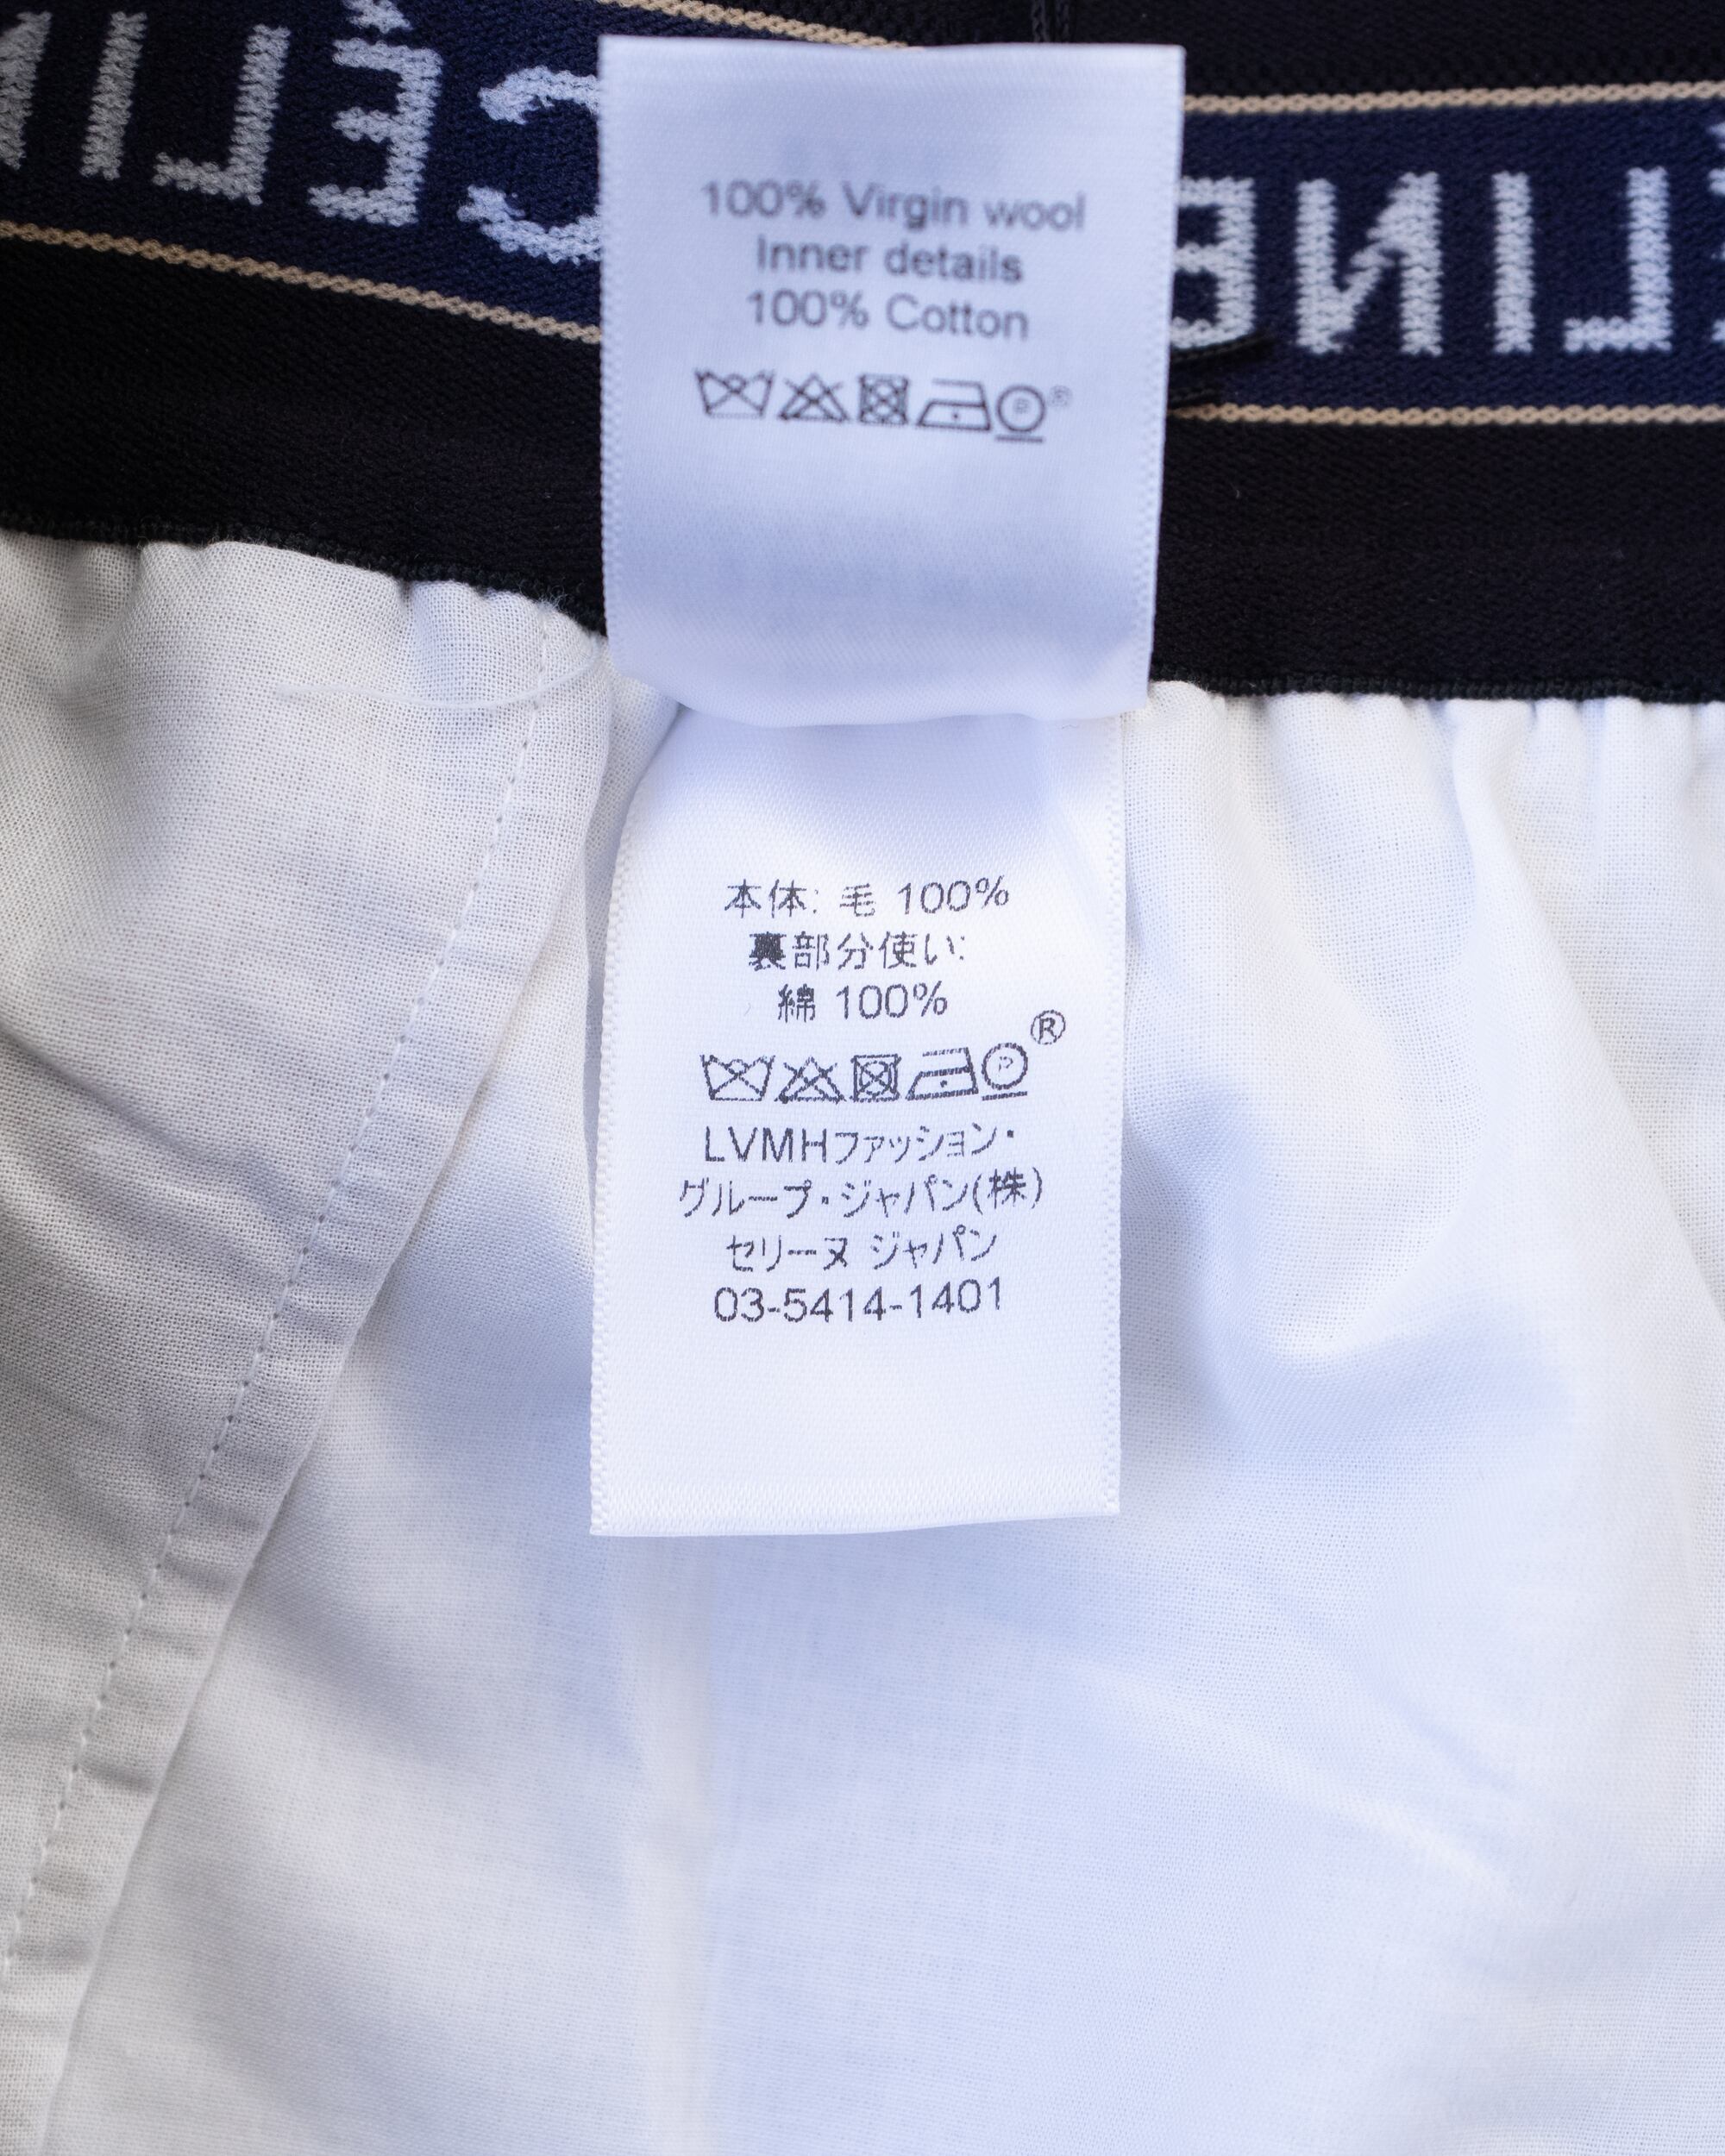 CÉLINE
CÉLINE
100% Virgin wool
Inner details
100% Cotton
®
本体: 毛 100%
裏部分使い:
綿 100%
®
LVMHファッション・
グループ・ジャパン(株)
セリーヌ ジャパン
03-5414-1401